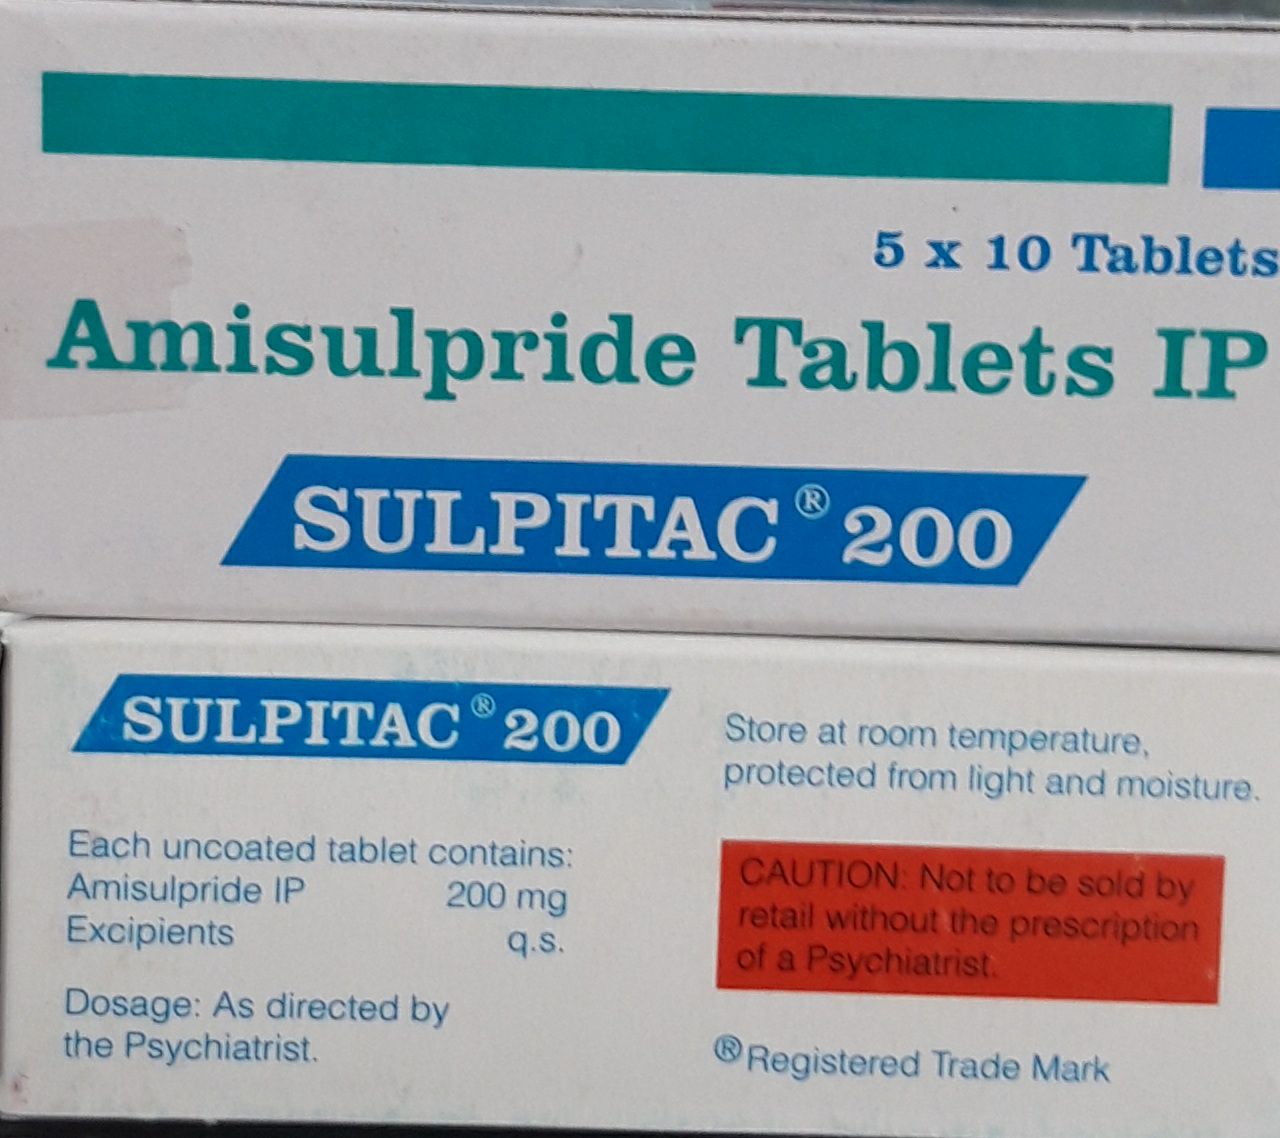 5 x 10 Tablets
Amisulpride Tablets IP
SULPITAC® 200
SULPITAC® 200
Each uncoated tablet contains:
Amisulpride IP 200 mg
Excipients q.s.
Dosage: As directed by
the Psychiatrist.
Store at room temperature,
protected from light and moisture.
CAUTION: Not to be sold by
retail without the prescription
of a Psychiatrist.
®Registered Trade Mark